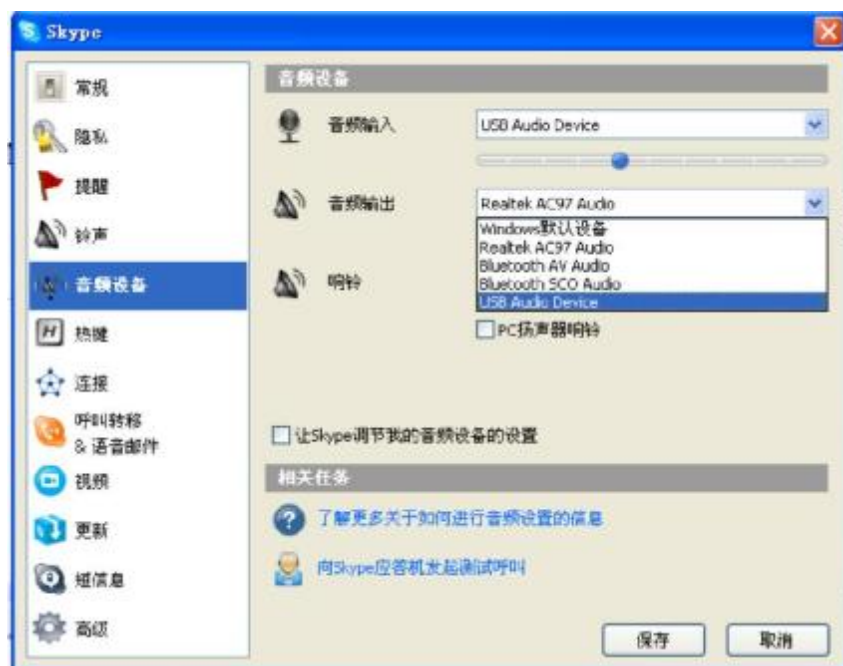 Skype
常规
隐私
提醒
铃声
音频设备
热键
连接
呼叫转移
& 语音邮件
视频
更新
短信息
高级
音频设备
音频输入
USB Audio Device
音频输出
Realtek AC97 Audio
Windows默认设备
Realtek AC97 Audio
Bluetooth AV Audio
Bluetooth SCO Audio
USB Audio Device
响铃
PC扬声器响铃
让Skype调节我的音频设备的设置
相关任务
了解更多关于如何进行音频设置的信息
向Skype应答机发起测试呼叫
保存
取消